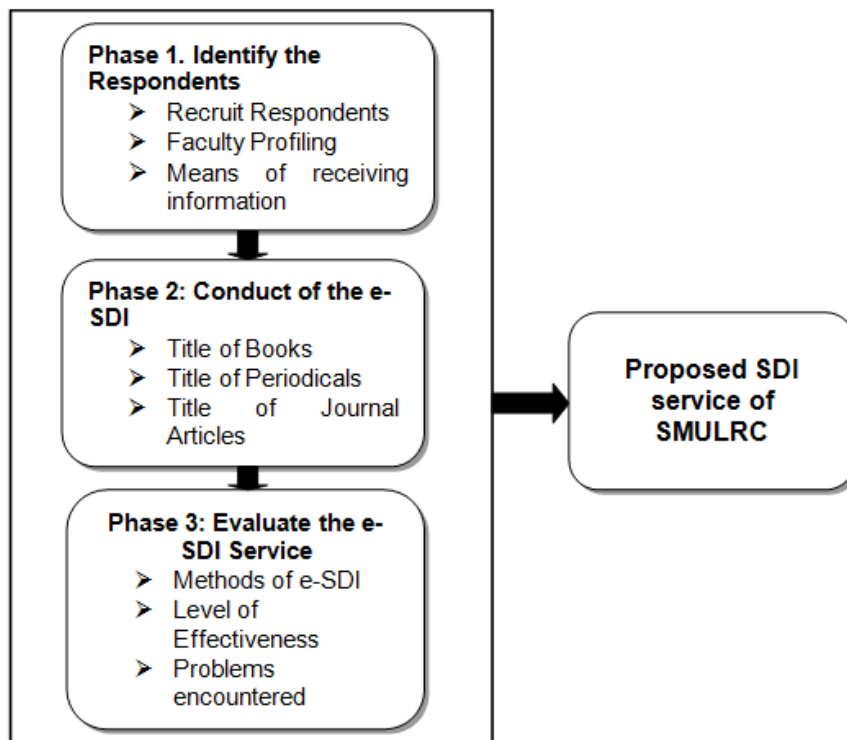 Phase 1. Identify the
Respondents
➤ Recruit Respondents
➤ Faculty Profiling
➤ Means of receiving
information
Phase 2: Conduct of the e-
SDI
➤ Title of Books
➤ Title of Periodicals
➤ Title of Journal
Articles
Phase 3: Evaluate the e-
SDI Service
➤ Methods of e-SDI
➤ Level of
Effectiveness
➤ Problems
encountered
Proposed SDI
service of
SMULRC